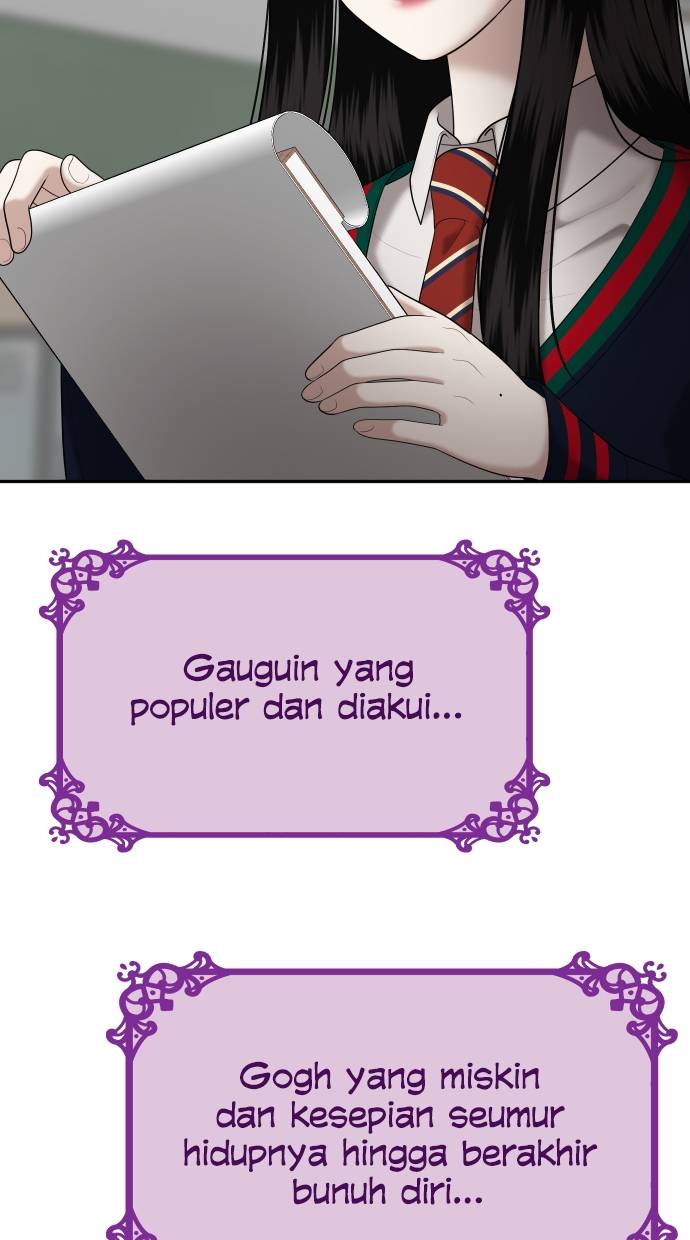 Gauguin yang
populer dan diakui...
Gogh yang miskin
dan kesepian seumur
hidupnya hingga berakhir
bunuh diri...